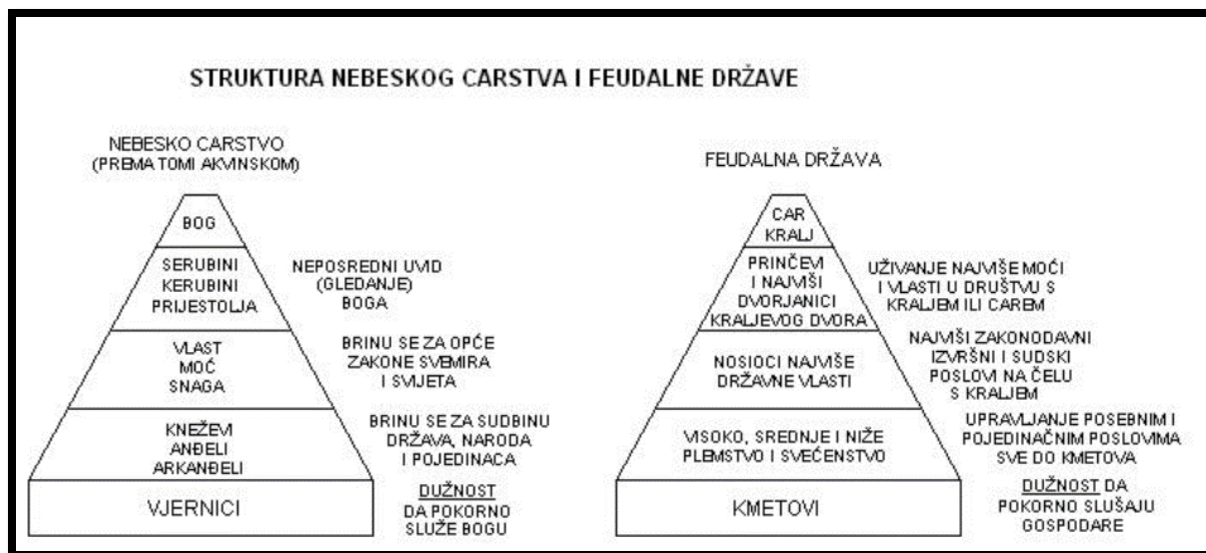 STRUKTURA NEBESKOG CARSTVA I FEUDALNE DRŽAVE
NEBESKO CARSTVO
(PREMA TOMI AKVINSKOM)
BOG
SERUBINI
KERUBINI
PRIJESTOLJA
NEPOSREDNI UVID
(GLEDANJE)
BOGA
VLAST
MOĆ
SNAGA
BRINU SE ZA OPĆE
ZAKONE SVEMIRA
I SVIJETA
KNEŽEVI
ANĐELI
ARKANĐELI
BRINU SE ZA SUDBINU
DRŽAVA, NARODA
I POJEDINACA
VJERNICI
DUŽNOST
DA POKORNO
SLUŽE BOGU
FEUDALNA DRŽAVA
CAR
KRALJ
PRINČEVI
I NAJVIŠI
DVORJANICI
KRALJEVOG DVORA
UŽIVANJE NAJVIŠE MOĆI
I VLASTI U DRUŠTVU S
KRALJEM ILI CAREM
NOSIOCI NAJVIŠE
DRŽAVNE VLASTI
NAJVIŠI ZAKONODAVNI
IZVRŠNI I SUDSKI
POSLOVI NA ČELU
S KRALJEM
VISOKO, SREDNJE I NIŽE
PLEMSTVO I SVEĆENSTVO
UPRAVLJANJE POSEBNIM I
POJEDINAČNIM POSLOVIMA
SVE DO KMETOVA
KMETOVI
DUŽNOST DA
POKORNO SLUŠAJU
GOSPODARE